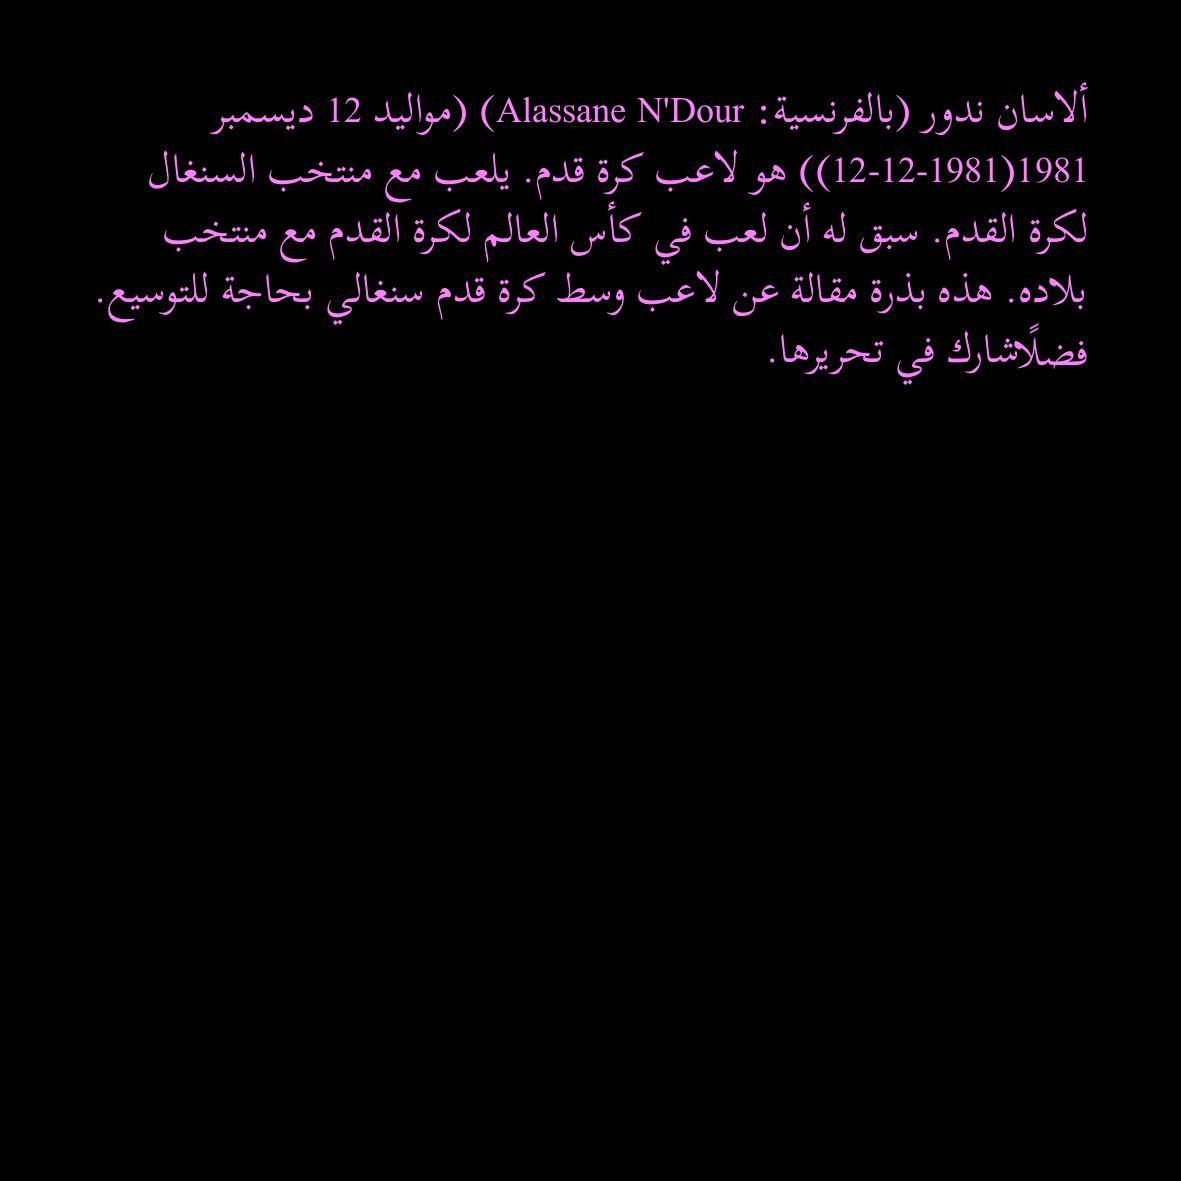 ألاسان ندور (بالفرنسية: Alassane N'Dour) (مواليد 12 ديسمبر
1981(1981-12-12)) هو لاعب كرة قدم. يلعب مع منتخب السنغال
لكرة القدم. سبق له أن لعب في كأس العالم لكرة القدم مع منتخب
بلاده. هذه بذرة مقالة عن لاعب وسط كرة قدم سنغالي بحاجة للتوسيع.
فضلًاشارك في تحريرها.